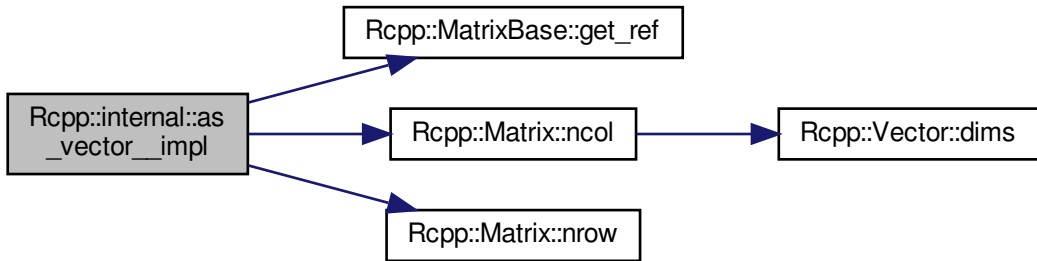 Rcpp::MatrixBase::get_ref
Rcpp::internal::as
_vector__impl
Rcpp::Matrix::ncol
Rcpp::Vector::dims
Rcpp::Matrix::nrow